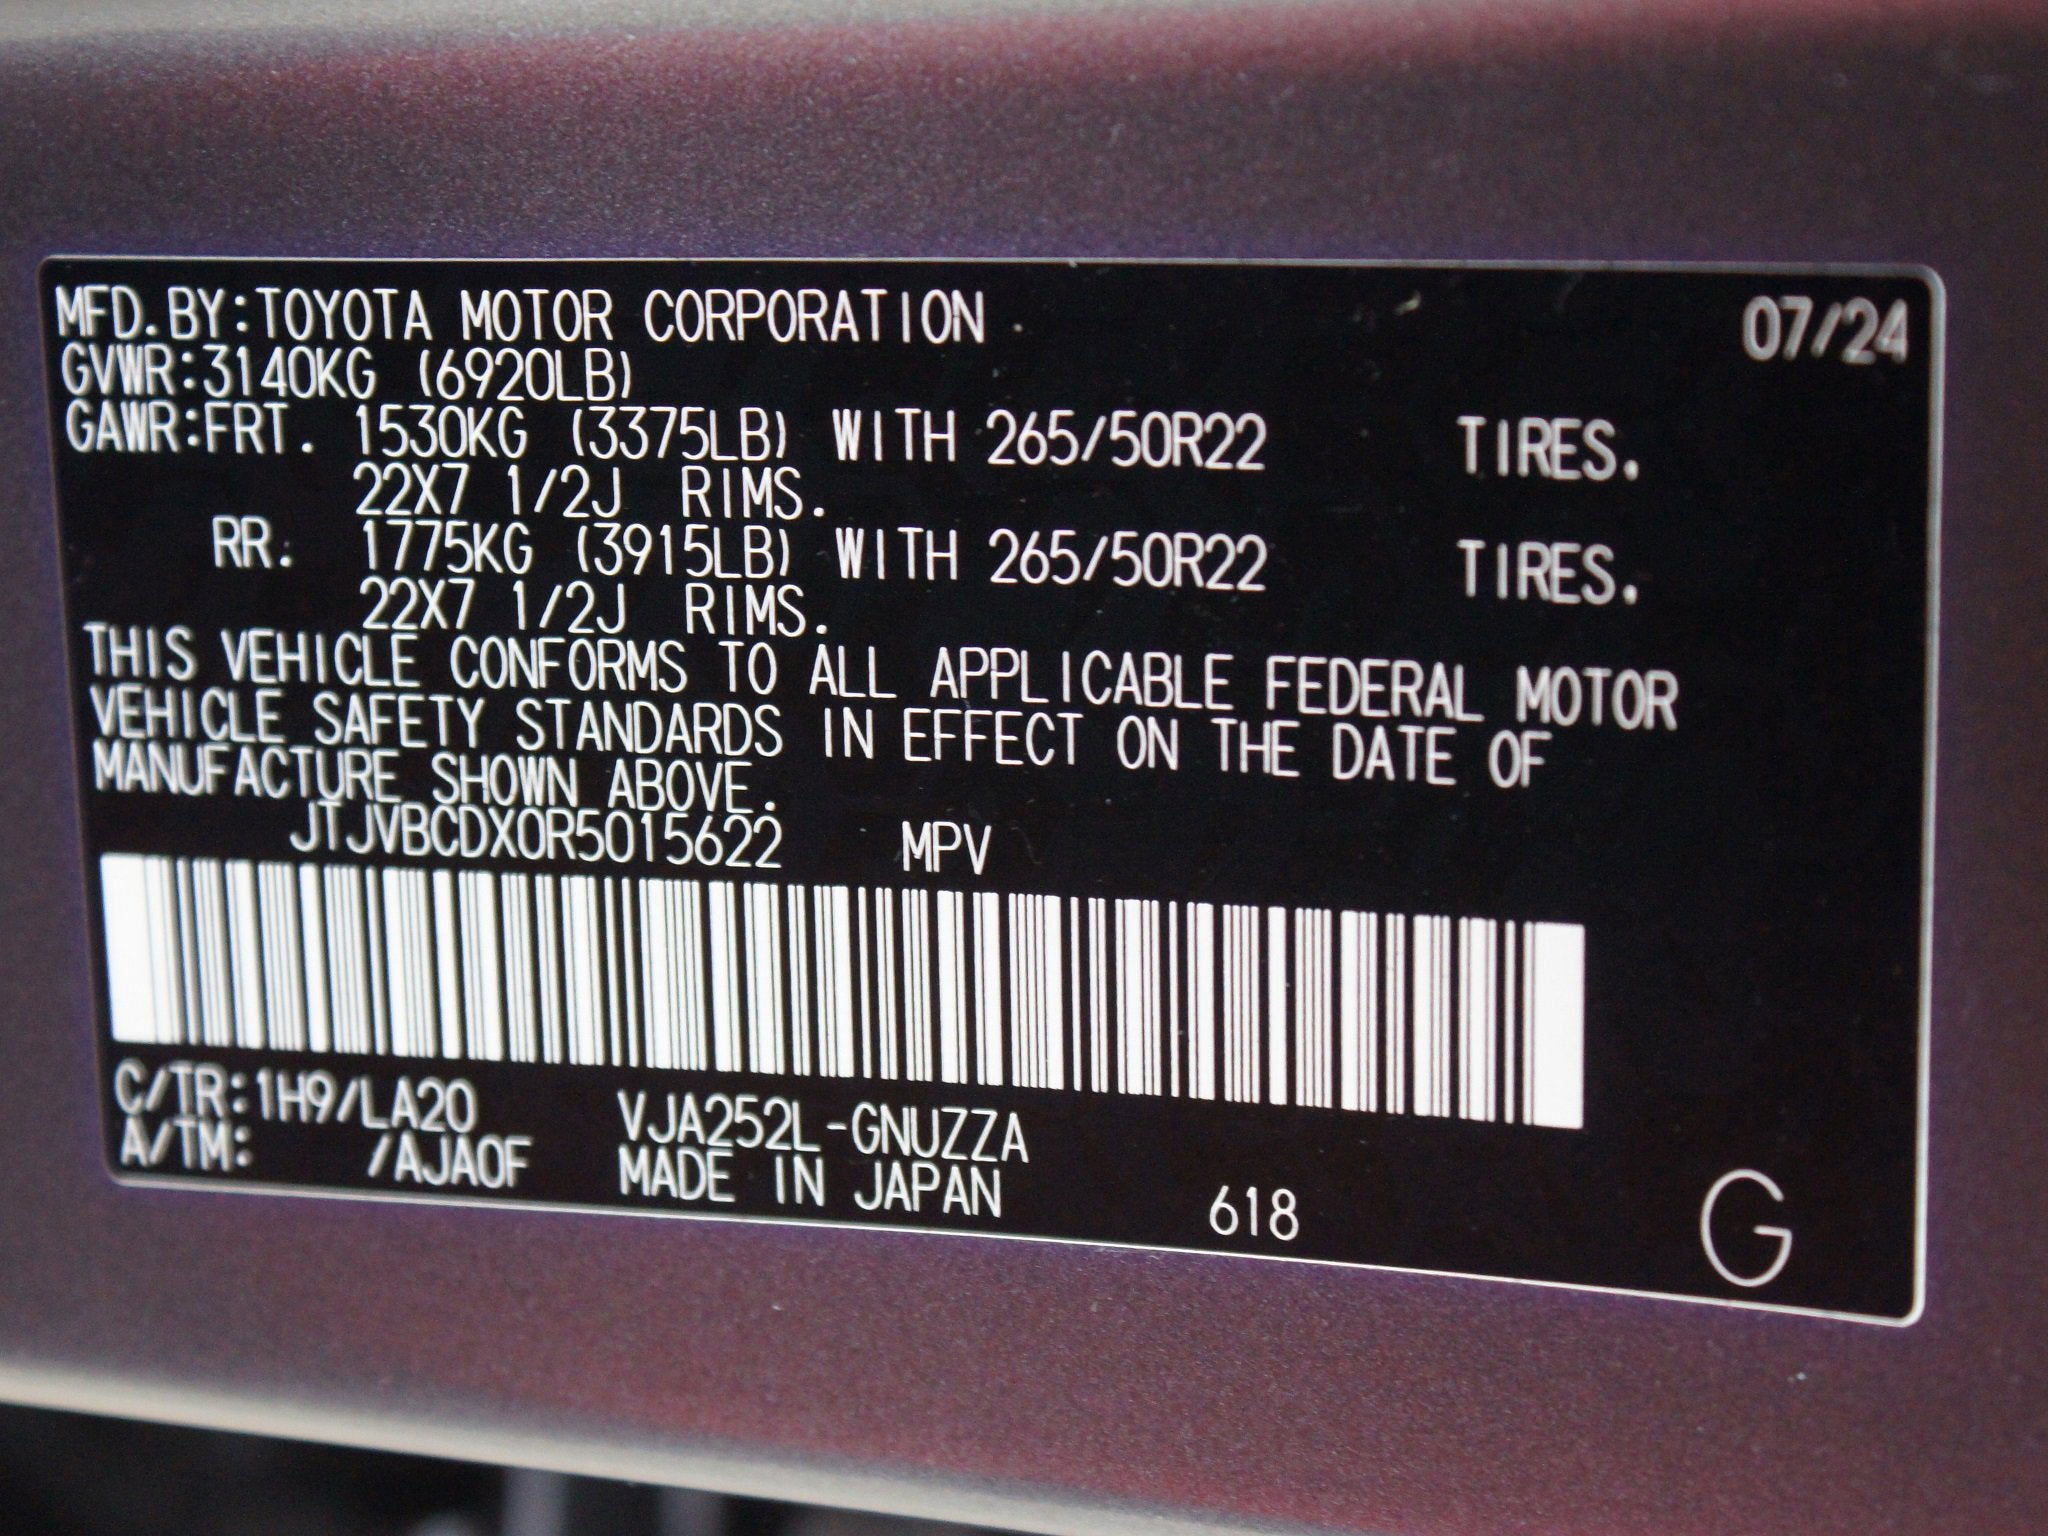 MFD.BY:TOYOTA MOTOR CORPORATION 07/24
GVWR:3140KG (6920LB)
GAWR:FRT. 1530KG (3375LB) WITH 265/50R22 TIRES.
22X7 1/2J RIMS.
RR. 1775KG (3915LB) WITH 265/50R22 TIRES.
22X7 1/2J RIMS.
THIS VEHICLE CONFORMS TO ALL APPLICABLE FEDERAL MOTOR
VEHICLE SAFETY STANDARDS IN EFFECT ON THE DATE OF
MANUFACTURE SHOWN ABOVE.
JTJVBCDX0R5015622 MPV
C/TR:1H9/LA20 VJA252L-GNUZZA
A/TM: /AJA0F MADE IN JAPAN 618 G